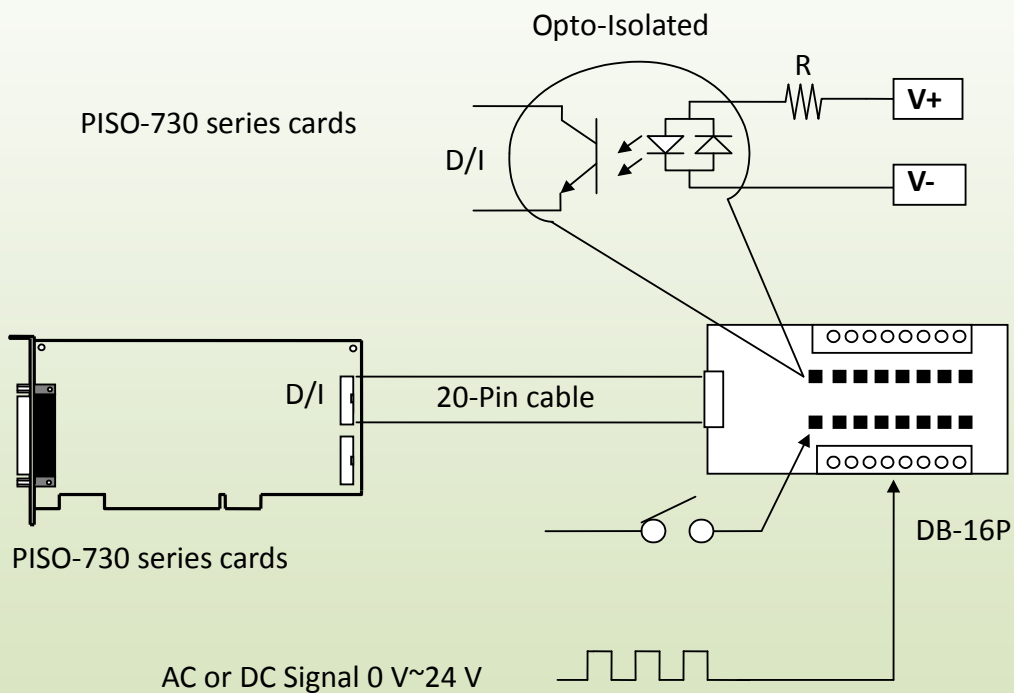 Opto-Isolated
R
V+
PISO-730 series cards
D/I
V-
D/I
20-Pin cable
DB-16P
PISO-730 series cards
AC or DC Signal 0 V~24 V